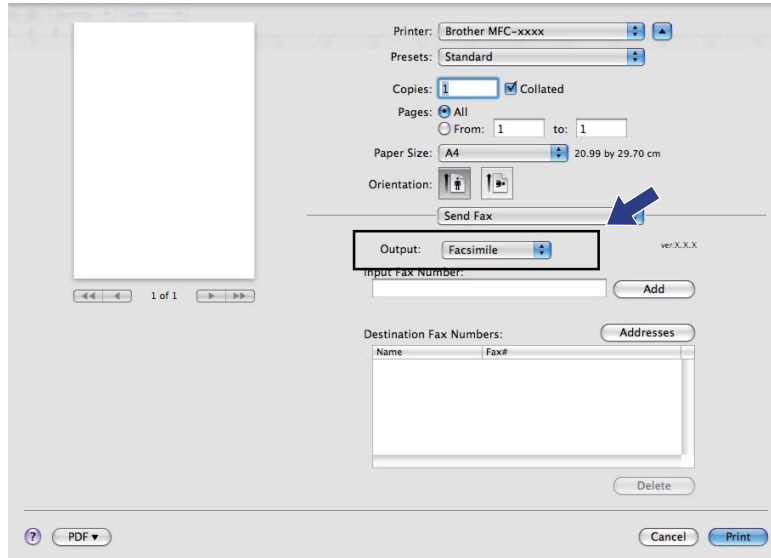 Printer: Brother MFC-xxxx
Presets: Standard
Copies: 1 Collated
Pages: All
From: 1 to: 1
Paper Size: A4 20.99 by 29.70 cm
Orientation:
Send Fax
Output: Facsimile ver:X.X.X
Input Fax Number:
Add
1 of 1
Destination Fax Numbers: Addresses
Name Fax#
Delete
? PDF▼ Cancel Print